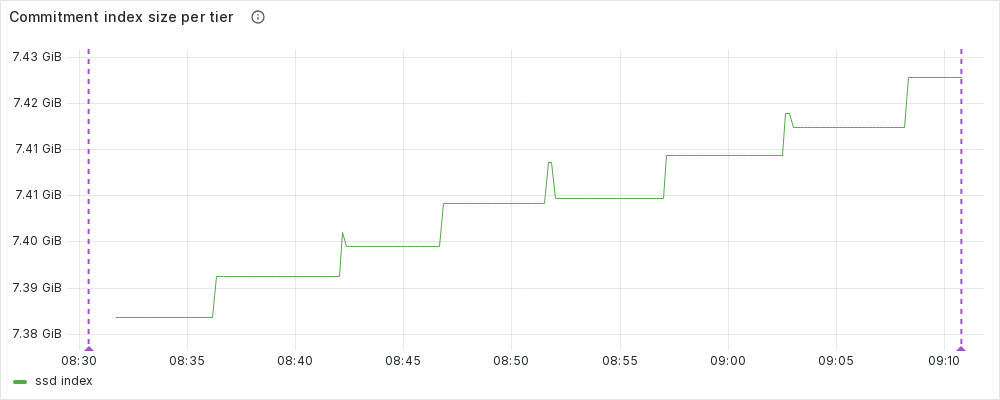 Commitment index size per tier
7.43 GiB
7.42 GiB
7.41 GiB
7.41 GiB
7.40 GiB
7.39 GiB
7.38 GiB
08:30 08:35 08:40 08:45 08:50 08:55 09:00 09:05 09:10
ssd index